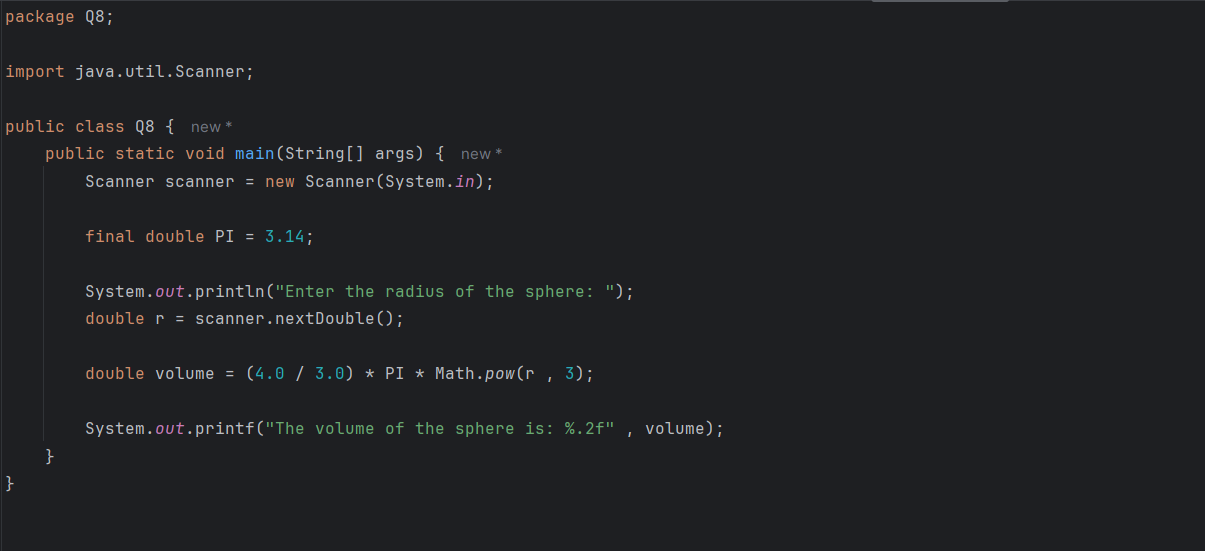 package Q8;
import java.util.Scanner;
public class Q8 { new *
public static void main(String[] args) { new *
Scanner scanner = new Scanner(System.in);
final double PI = 3.14;
System.out.println("Enter the radius of the sphere: ");
double r = scanner.nextDouble();
double volume = (4.0 / 3.0) * PI * Math.pow(r , 3);
System.out.printf("The volume of the sphere is: %.2f" , volume);
}
}